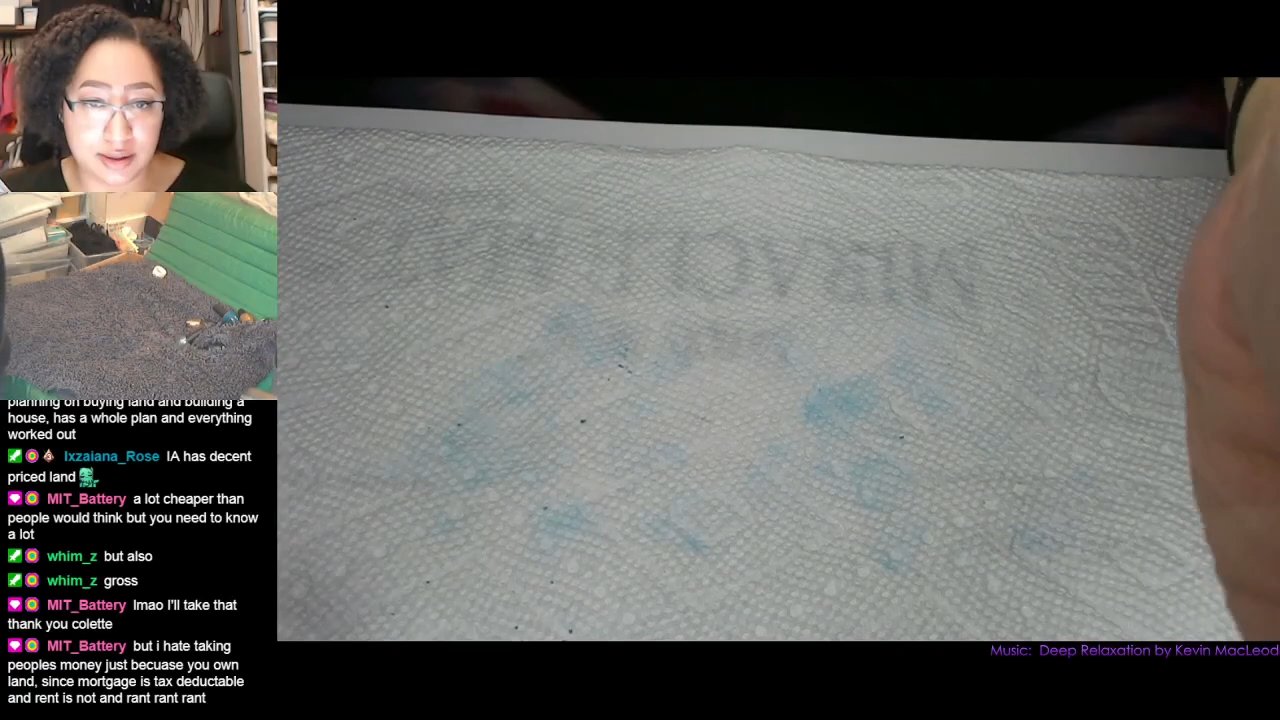 planning on buying land and building a
house, has a whole plan and everything
worked out
Ixzaiana_Rose IA has decent
priced land
MIT_Battery a lot cheaper than
people would think but you need to know
a lot
whim_z but also
whim_z gross
MIT_Battery lmao I'll take that
thank you colette
MIT_Battery but i hate taking
peoples money just becuase you own
land, since mortgage is tax deductable
and rent is not and rant rant rant
Music: Deep Relaxation by Kevin MacLeod